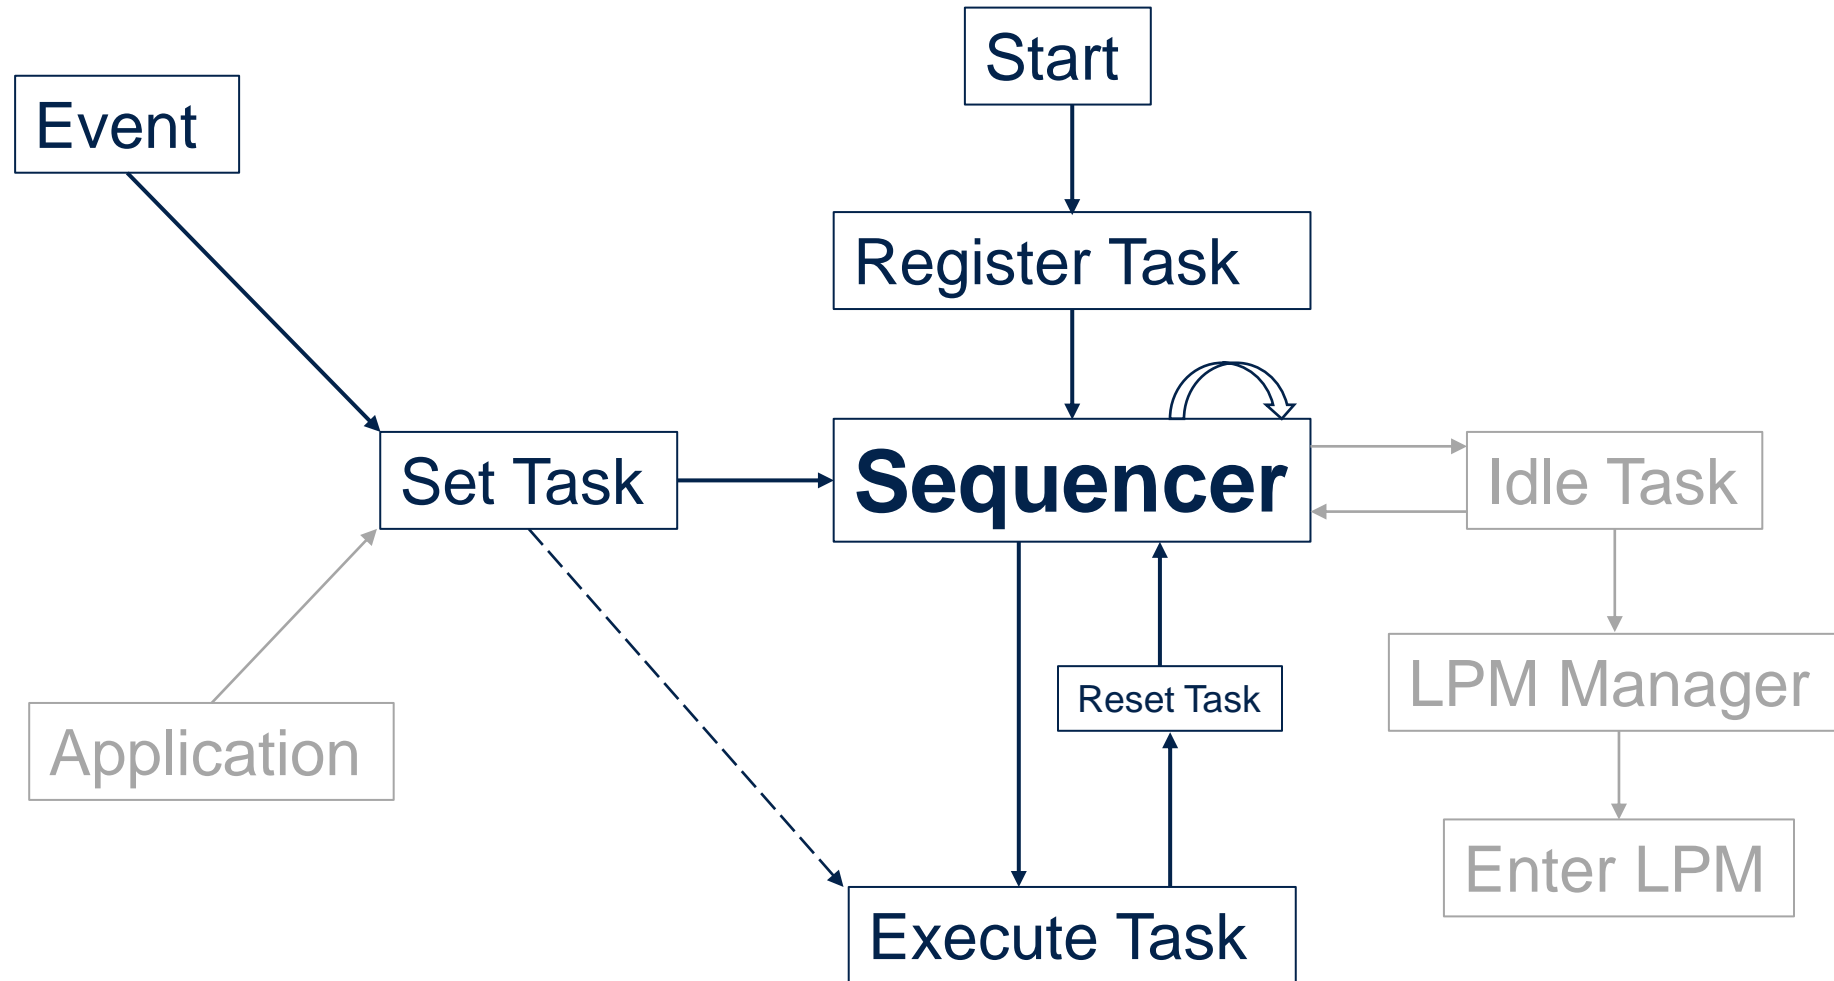 Start
Event
Register Task
Set Task
Sequencer
Idle Task
Reset Task
LPM Manager
Application
Enter LPM
Execute Task